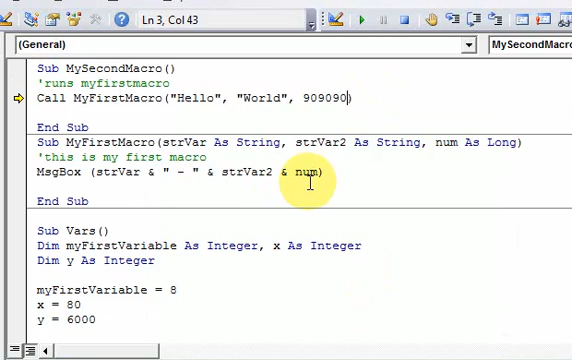 Ln 3, Col 43
(General)
MySecondMacro
Sub MySecondMacro()
'runs myfirstmacro
Call MyFirstMacro("Hello", "World", 909090)
End Sub
Sub MyFirstMacro(strVar As String, strVar2 As String, num As Long)
'this is my first macro
MsgBox (strVar & " - " & strVar2 & num)
End Sub
Sub Vars()
Dim myFirstVariable As Integer, x As Integer
Dim y As Integer
myFirstVariable = 8
x = 80
y = 6000